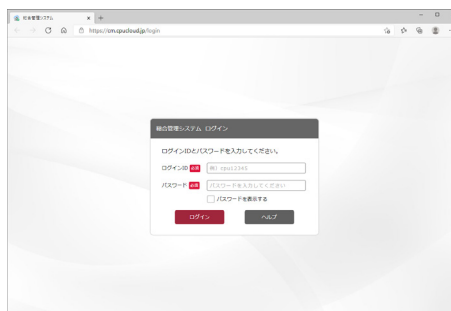 総合管理システム
https://cm.cpucloud.jp/login
総合管理システム ログイン
ログインIDとパスワードを入力してください。
ログインID 必須 例) cpu12345
パスワード 必須 パスワードを入力してください
パスワードを表示する
ログイン ヘルプ